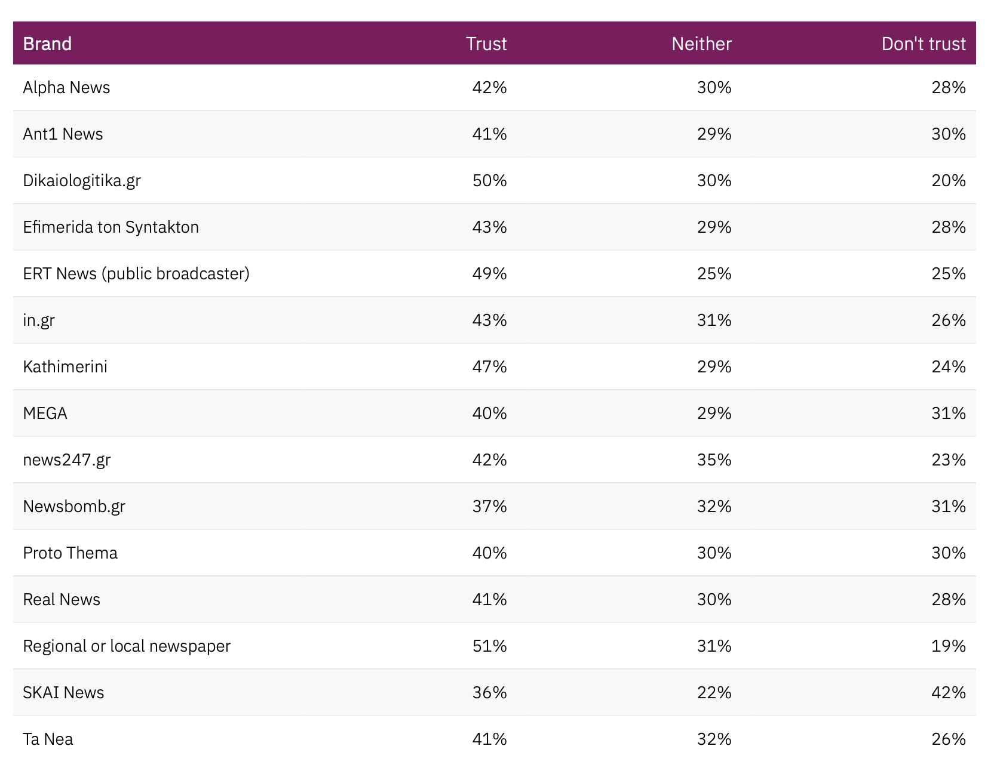 Brand Trust Neither Don't trust
Alpha News 42% 30% 28%
Ant1 News 41% 29% 30%
Dikaiologitika.gr 50% 30% 20%
Efimerida ton Syntakton 43% 29% 28%
ERT News (public broadcaster) 49% 25% 25%
in.gr 43% 31% 26%
Kathimerini 47% 29% 24%
MEGA 40% 29% 31%
news247.gr 42% 35% 23%
Newsbomb.gr 37% 32% 31%
Proto Thema 40% 30% 30%
Real News 41% 30% 28%
Regional or local newspaper 51% 31% 19%
SKAI News 36% 22% 42%
Ta Nea 41% 32% 26%